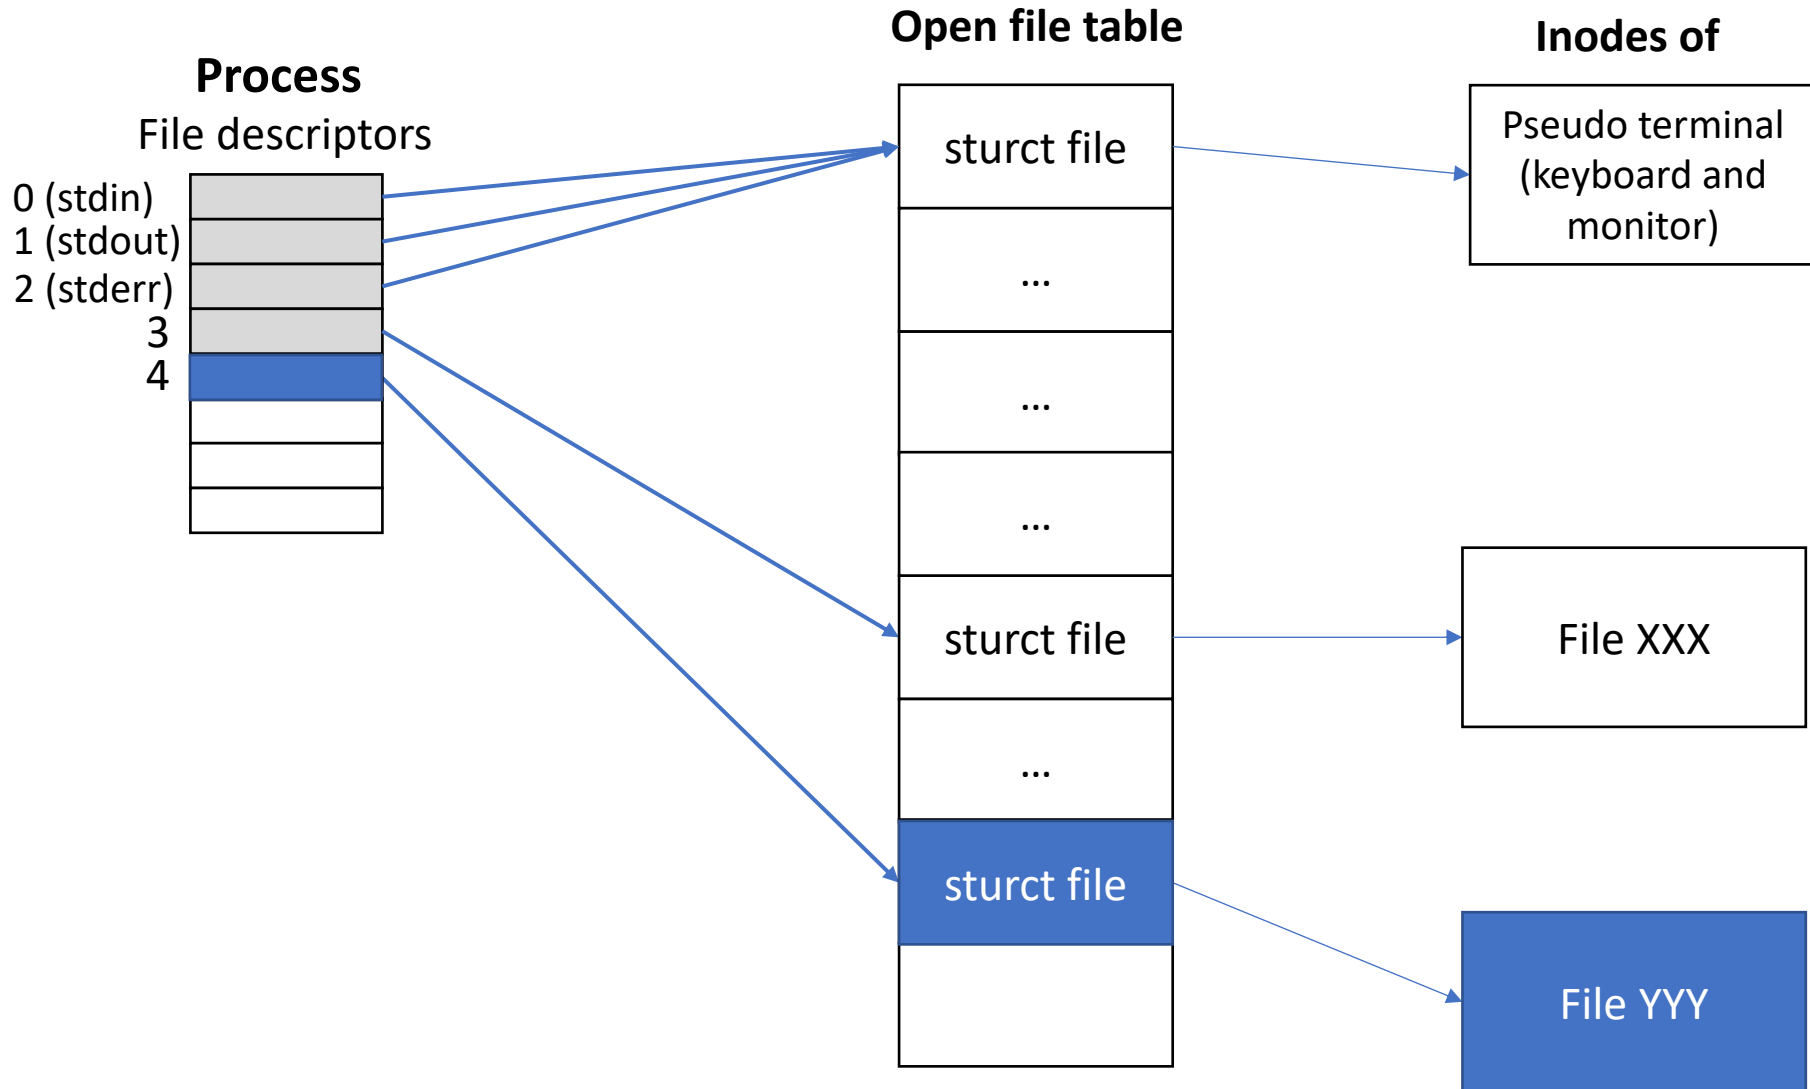 Process
File descriptors
0 (stdin)
1 (stdout)
2 (stderr)
3
4
Open file table
sturct file
...
...
...
sturct file
...
sturct file
Inodes of
Pseudo terminal
(keyboard and
monitor)
File XXX
File YYY